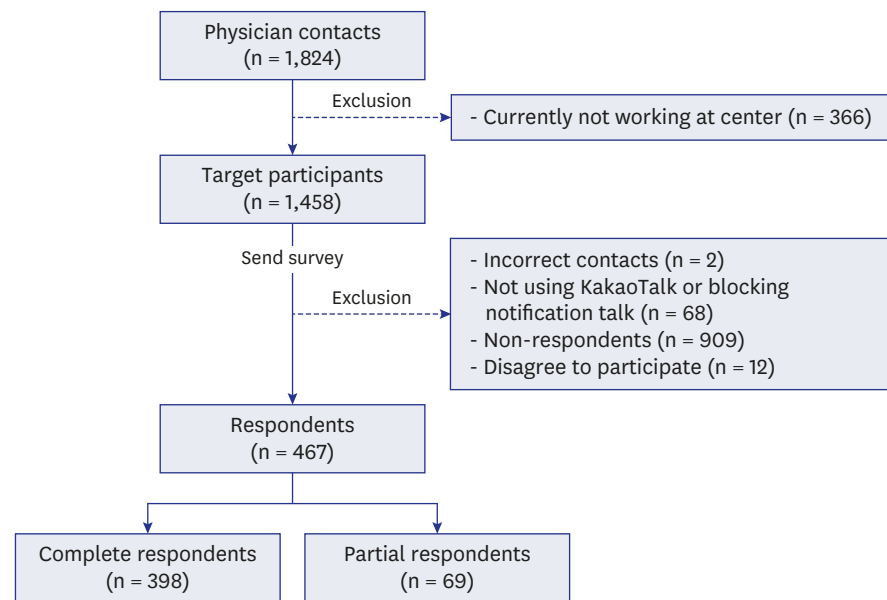 Physician contacts
(n = 1,824)
Exclusion
- Currently not working at center (n = 366)
Target participants
(n = 1,458)
Send survey
Exclusion
- Incorrect contacts (n = 2)
- Not using KakaoTalk or blocking
notification talk (n = 68)
- Non-respondents (n = 909)
- Disagree to participate (n = 12)
Respondents
(n = 467)
Complete respondents
(n = 398)
Partial respondents
(n = 69)